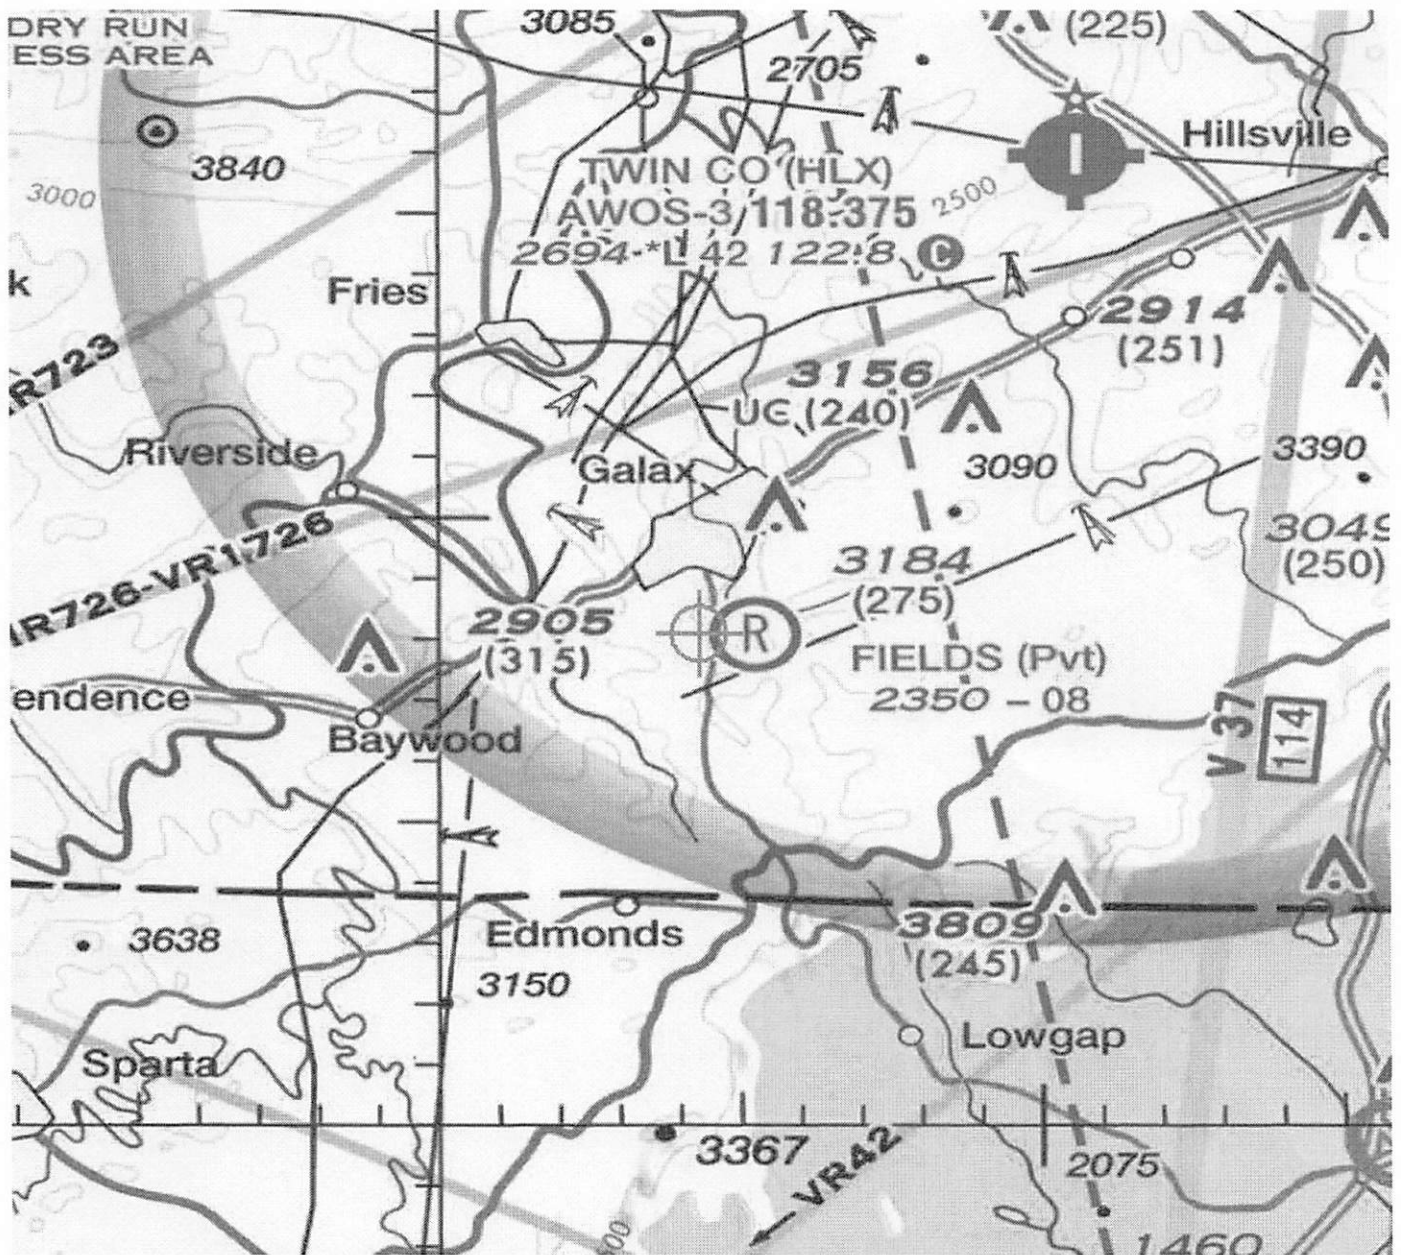 DRY RUN
ESS AREA
3085
(225)
2705
Hillsville
3840
3000
TWIN CO (HLX)
AWOS-3 118.375
2694-*L 42 122.8 C
2500
k
Fries
2914
(251)
IR723
3156
UC (240)
Riverside
Galax
3090
3390
IR726-VR1726
3049
(250)
3184
(275)
2905
(315)
R
FIELDS (Pvt)
2350 - 08
endence
Baywood
V 37
114
3638
Edmonds
3150
3809
(245)
Lowgap
Sparta
3367
VR42
2075
1460